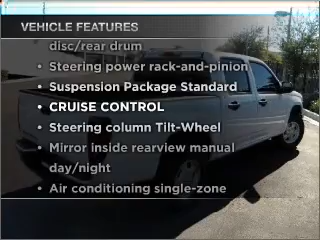 VEHICLE FEATURES
disc/rear drum
• Steering power rack-and-pinion
• Suspension Package Standard
• CRUISE CONTROL
• Steering column Tilt-Wheel
• Mirror inside rearview manual
day/night
• Air conditioning single-zone